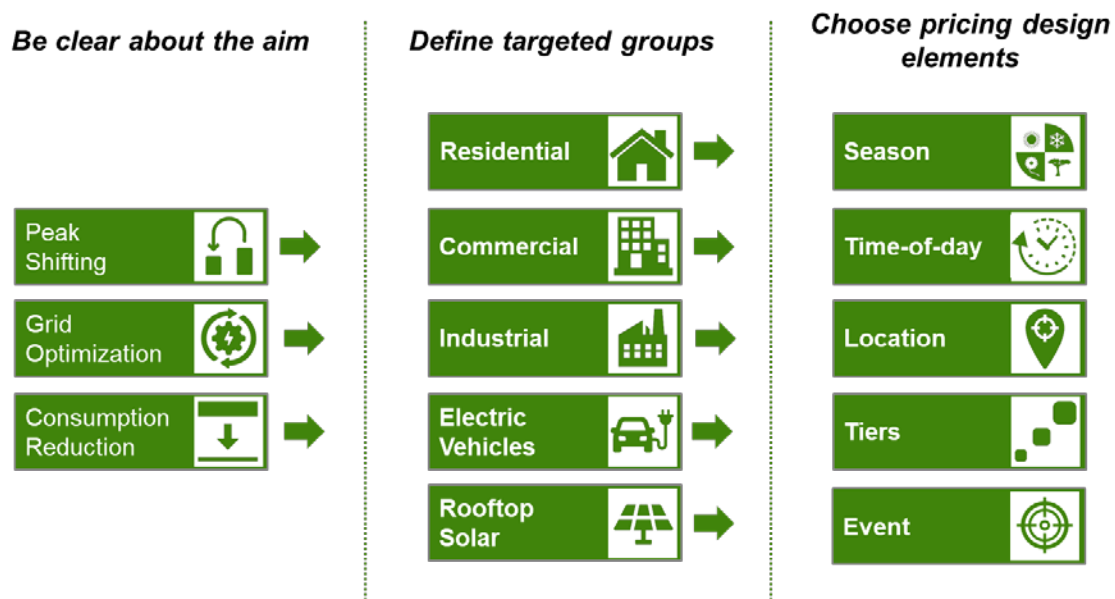 Be clear about the aim
Define targeted groups
Choose pricing design
elements
Peak
Shifting
Grid
Optimization
Consumption
Reduction
Residential
Commercial
Industrial
Electric
Vehicles
Rooftop
Solar
Season
Time-of-day
Location
Tiers
Event